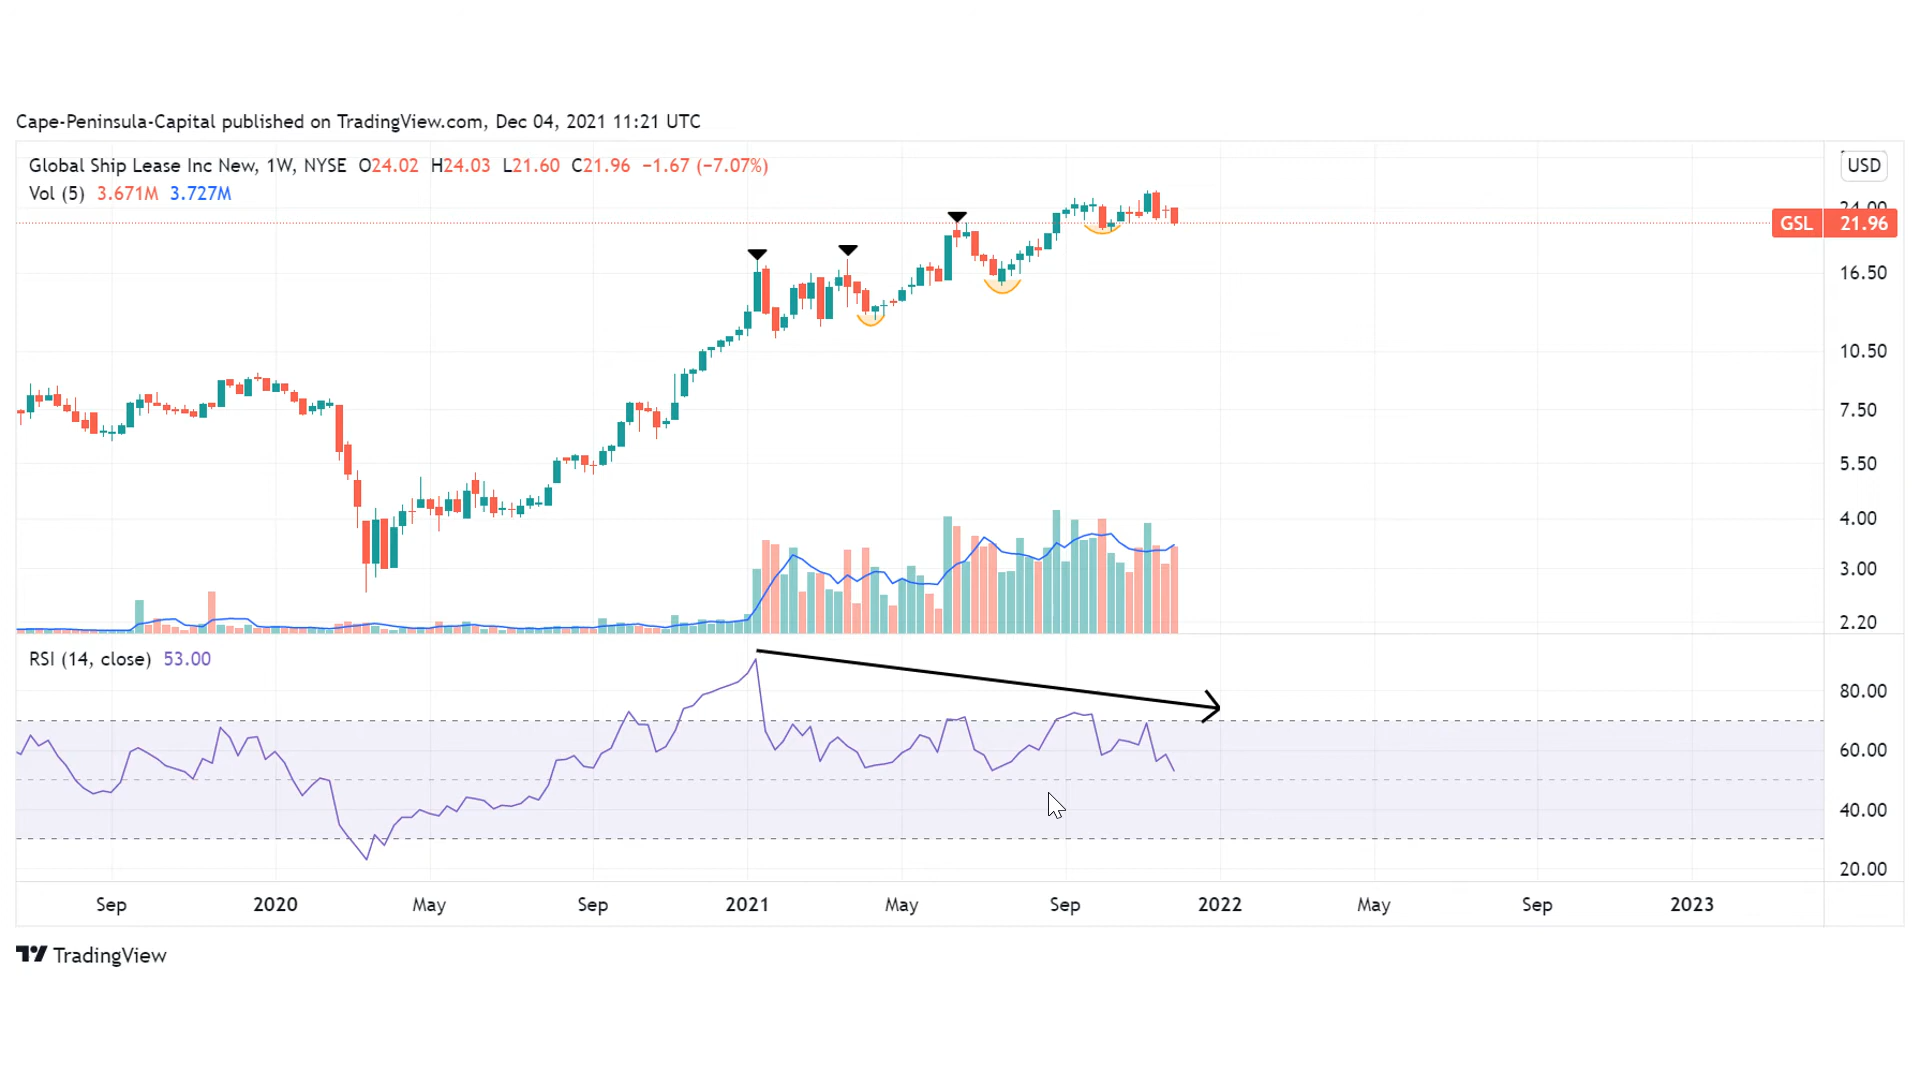 Cape-Peninsula-Capital published on TradingView.com, Dec 04, 2021 11:21 UTC
Global Ship Lease Inc New, 1W, NYSE O24.02 H24.03 L21.60 C21.96 −1.67 (−7.07%)
USD
Vol (5) 3.671M 3.727M
24.00
GSL 21.96
16.50
10.50
7.50
5.50
4.00
3.00
2.20
RSI (14, close) 53.00
80.00
60.00
40.00
20.00
Sep 2020 May Sep 2021 May Sep 2022 May Sep 2023
TradingView